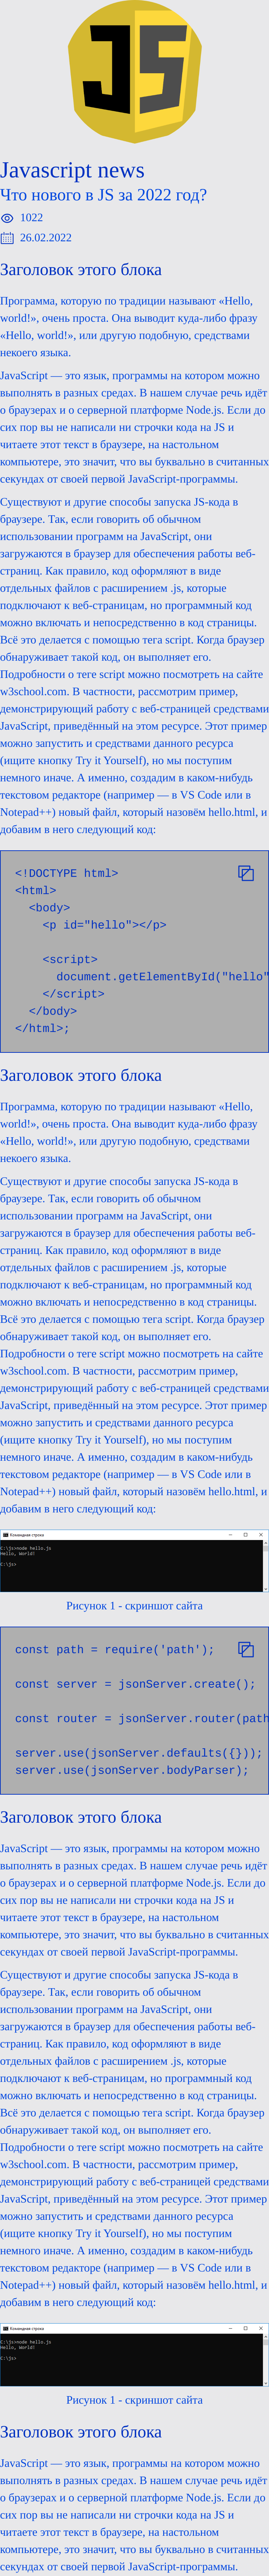 JS
Javascript news
Что нового в JS за 2022 год?
1022
26.02.2022
Заголовок этого блока
Программа, которую по традиции называют «Hello,
world!», очень проста. Она выводит куда-либо фразу
«Hello, world!», или другую подобную, средствами
некоего языка.
JavaScript — это язык, программы на котором можно
выполнять в разных средах. В нашем случае речь идёт
о браузерах и о серверной платформе Node.js. Если до
сих пор вы не написали ни строчки кода на JS и
читаете этот текст в браузере, на настольном
компьютере, это значит, что вы буквально в считанных
секундах от своей первой JavaScript-программы.
Существуют и другие способы запуска JS-кода в
браузере. Так, если говорить об обычном
использовании программ на JavaScript, они
загружаются в браузер для обеспечения работы веб-
страниц. Как правило, код оформляют в виде
отдельных файлов с расширением .js, которые
подключают к веб-страницам, но программный код
можно включать и непосредственно в код страницы.
Всё это делается с помощью тега script. Когда браузер
обнаруживает такой код, он выполняет его.
Подробности о теге script можно посмотреть на сайте
w3school.com. В частности, рассмотрим пример,
демонстрирующий работу с веб-страницей средствами
JavaScript, приведённый на этом ресурсе. Этот пример
можно запустить и средствами данного ресурса
(ищите кнопку Try it Yourself), но мы поступим
немного иначе. А именно, создадим в каком-нибудь
текстовом редакторе (например — в VS Code или в
Notepad++) новый файл, который назовём hello.html, и
добавим в него следующий код:
<!DOCTYPE html>
<html>
<body>
<p id="hello"></p>
<script>
document.getElementById("hello"
</script>
</body>
</html>;
Заголовок этого блока
Программа, которую по традиции называют «Hello,
world!», очень проста. Она выводит куда-либо фразу
«Hello, world!», или другую подобную, средствами
некоего языка.
Существуют и другие способы запуска JS-кода в
браузере. Так, если говорить об обычном
использовании программ на JavaScript, они
загружаются в браузер для обеспечения работы веб-
страниц. Как правило, код оформляют в виде
отдельных файлов с расширением .js, которые
подключают к веб-страницам, но программный код
можно включать и непосредственно в код страницы.
Всё это делается с помощью тега script. Когда браузер
обнаруживает такой код, он выполняет его.
Подробности о теге script можно посмотреть на сайте
w3school.com. В частности, рассмотрим пример,
демонстрирующий работу с веб-страницей средствами
JavaScript, приведённый на этом ресурсе. Этот пример
можно запустить и средствами данного ресурса
(ищите кнопку Try it Yourself), но мы поступим
немного иначе. А именно, создадим в каком-нибудь
текстовом редакторе (например — в VS Code или в
Notepad++) новый файл, который назовём hello.html, и
добавим в него следующий код:
Командная строка
C:\js>node hello.js
Hello, World!
C:\js>
Рисунок 1 - скриншот сайта
const path = require('path');
const server = jsonServer.create();
const router = jsonServer.router(path
server.use(jsonServer.defaults({}));
server.use(jsonServer.bodyParser);
Заголовок этого блока
JavaScript — это язык, программы на котором можно
выполнять в разных средах. В нашем случае речь идёт
о браузерах и о серверной платформе Node.js. Если до
сих пор вы не написали ни строчки кода на JS и
читаете этот текст в браузере, на настольном
компьютере, это значит, что вы буквально в считанных
секундах от своей первой JavaScript-программы.
Существуют и другие способы запуска JS-кода в
браузере. Так, если говорить об обычном
использовании программ на JavaScript, они
загружаются в браузер для обеспечения работы веб-
страниц. Как правило, код оформляют в виде
отдельных файлов с расширением .js, которые
подключают к веб-страницам, но программный код
можно включать и непосредственно в код страницы.
Всё это делается с помощью тега script. Когда браузер
обнаруживает такой код, он выполняет его.
Подробности о теге script можно посмотреть на сайте
w3school.com. В частности, рассмотрим пример,
демонстрирующий работу с веб-страницей средствами
JavaScript, приведённый на этом ресурсе. Этот пример
можно запустить и средствами данного ресурса
(ищите кнопку Try it Yourself), но мы поступим
немного иначе. А именно, создадим в каком-нибудь
текстовом редакторе (например — в VS Code или в
Notepad++) новый файл, который назовём hello.html, и
добавим в него следующий код:
Командная строка
C:\js>node hello.js
Hello, World!
C:\js>
Рисунок 1 - скриншот сайта
Заголовок этого блока
JavaScript — это язык, программы на котором можно
выполнять в разных средах. В нашем случае речь идёт
о браузерах и о серверной платформе Node.js. Если до
сих пор вы не написали ни строчки кода на JS и
читаете этот текст в браузере, на настольном
компьютере, это значит, что вы буквально в считанных
секундах от своей первой JavaScript-программы.